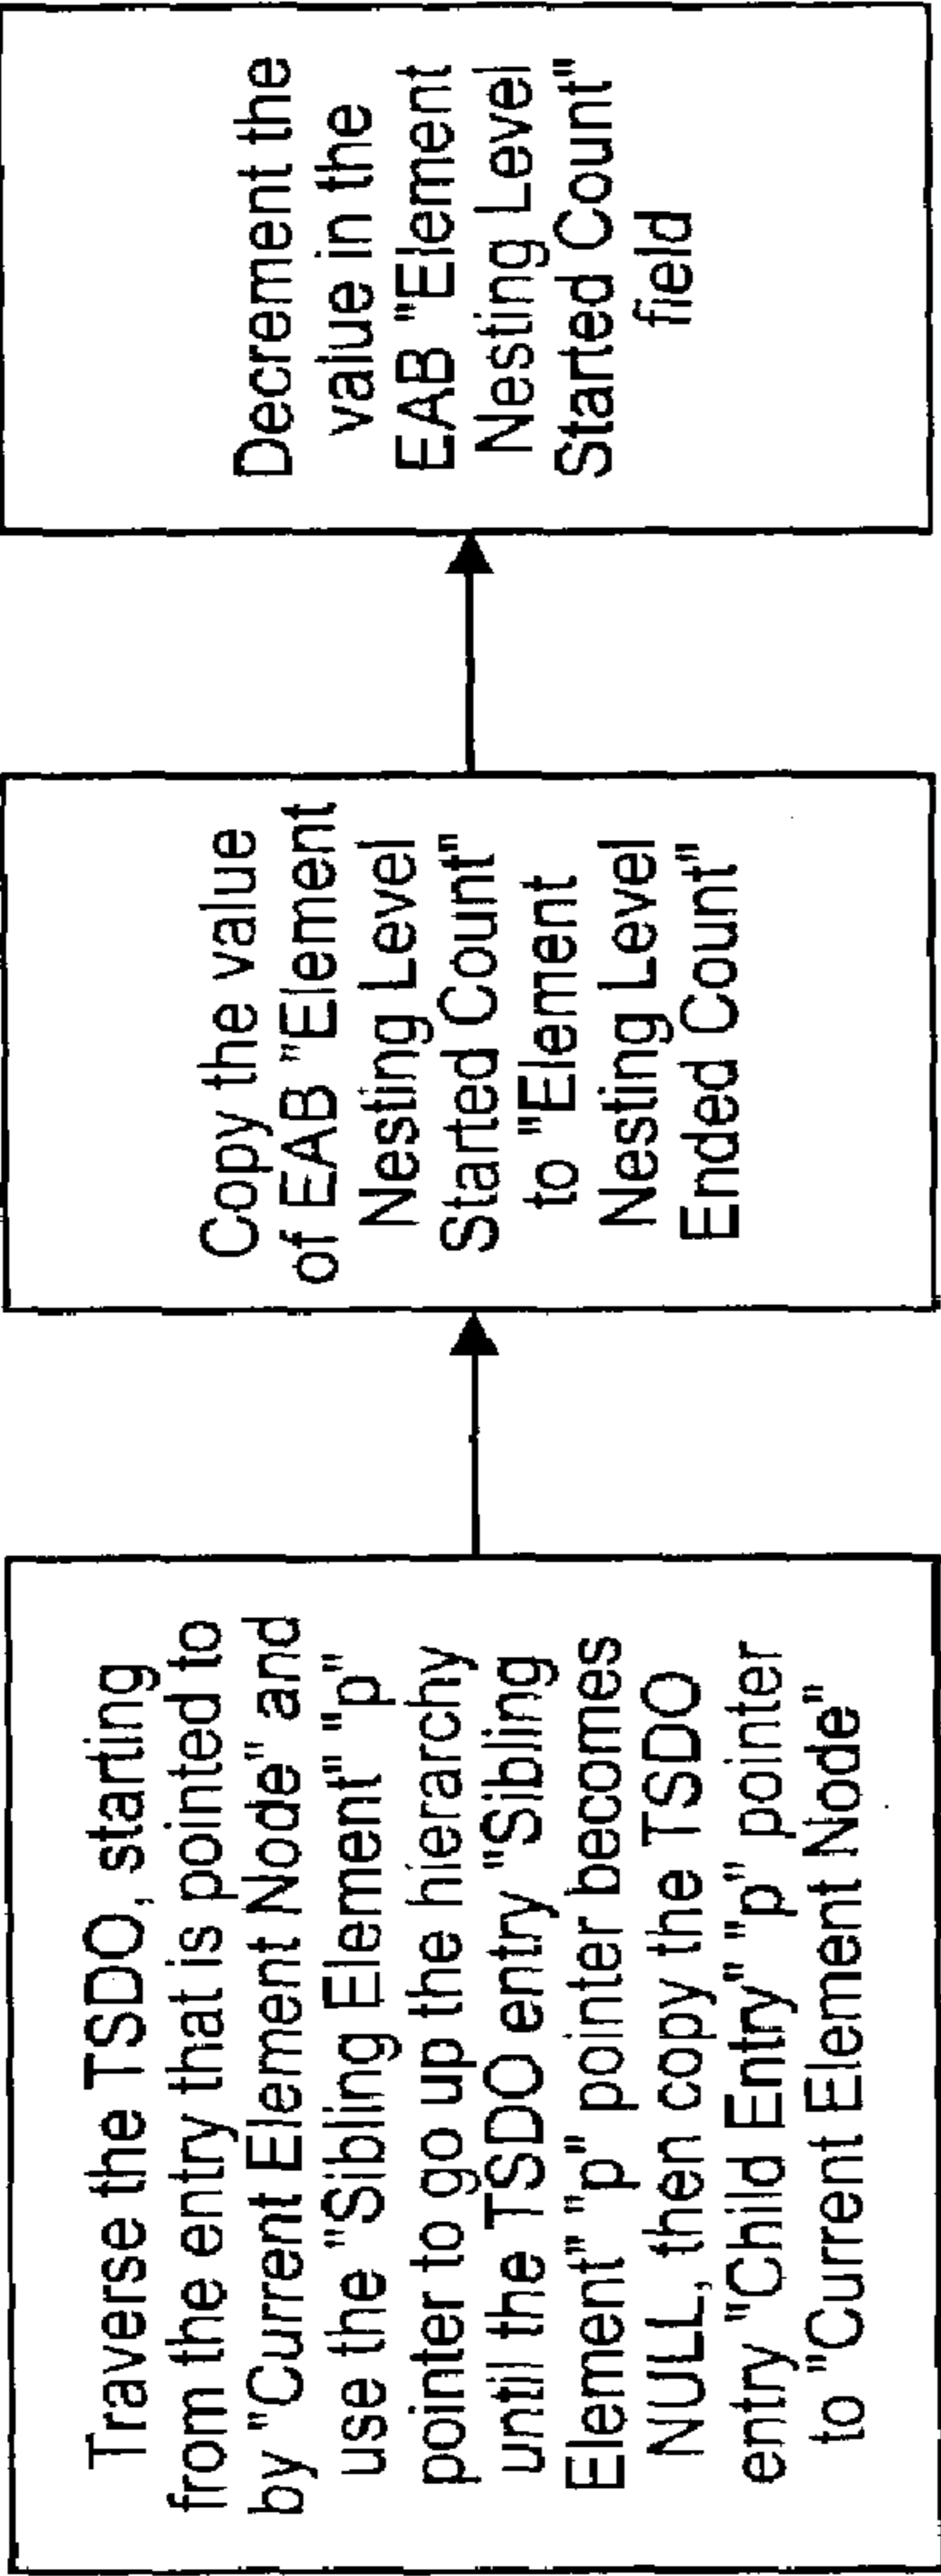 Traverse the TSDO, starting
from the entry that is pointed to
by "Current Element Node" and
use the "Sibling Element" "p"
pointer to go up the hierarchy
until the TSDO entry "Sibling
Element" "p" pointer becomes
NULL, then copy the TSDO
entry "Child Entry" "p" pointer
to "Current Element Node"
Copy the value
of EAB "Element
Nesting Level
Started Count"
to "Element
Nesting Level
Ended Count"
Decrement the
value in the
EAB "Element
Nesting Level
Started Count"
field